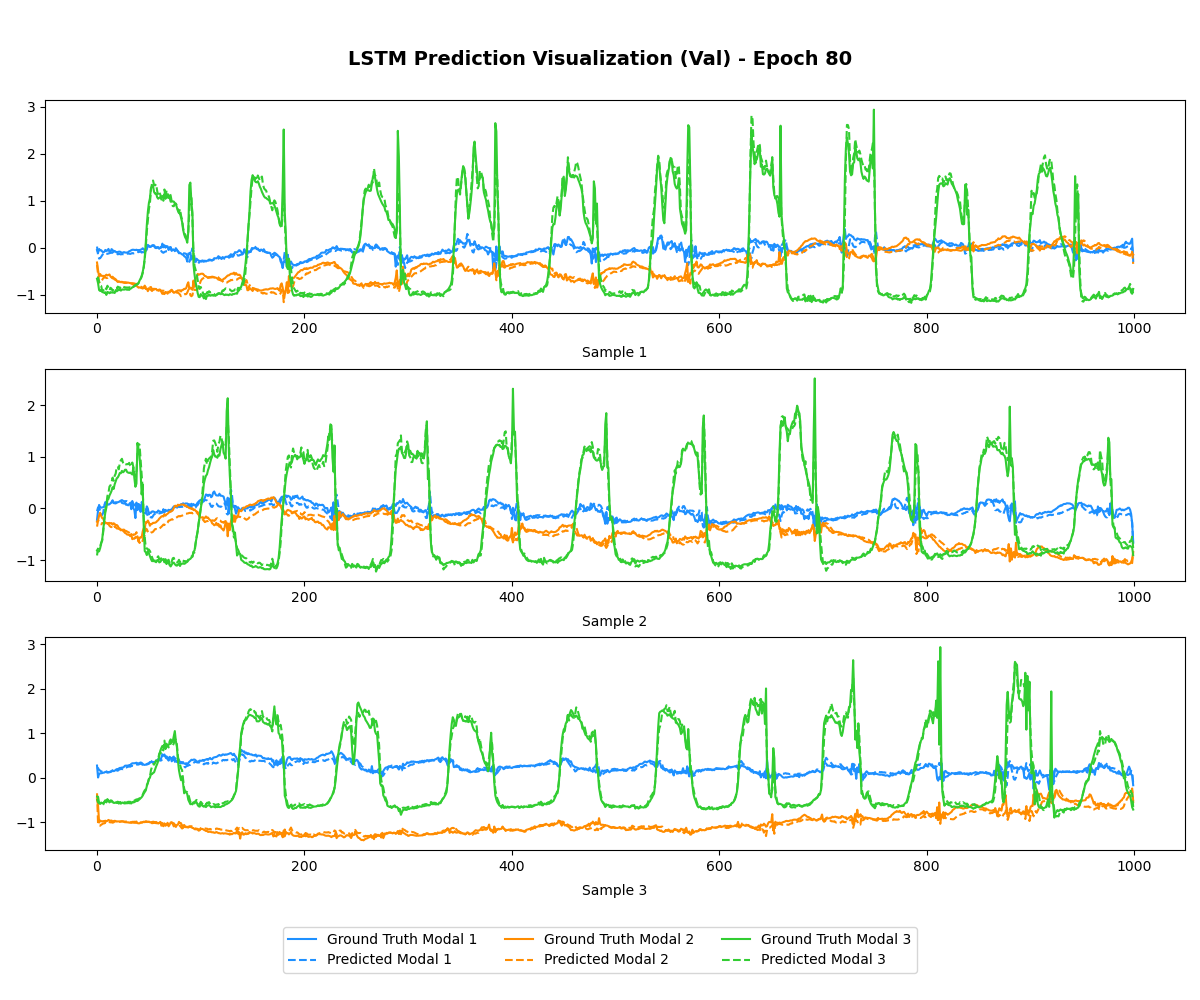 LSTM Prediction Visualization (Val) - Epoch 80
3
2
1
0
−1
0 200 400 600 800 1000
Sample 1
2
1
0
−1
0 200 400 600 800 1000
Sample 2
3
2
1
0
−1
0 200 400 600 800 1000
Sample 3
Ground Truth Modal 1 Ground Truth Modal 2 Ground Truth Modal 3
Predicted Modal 1 Predicted Modal 2 Predicted Modal 3